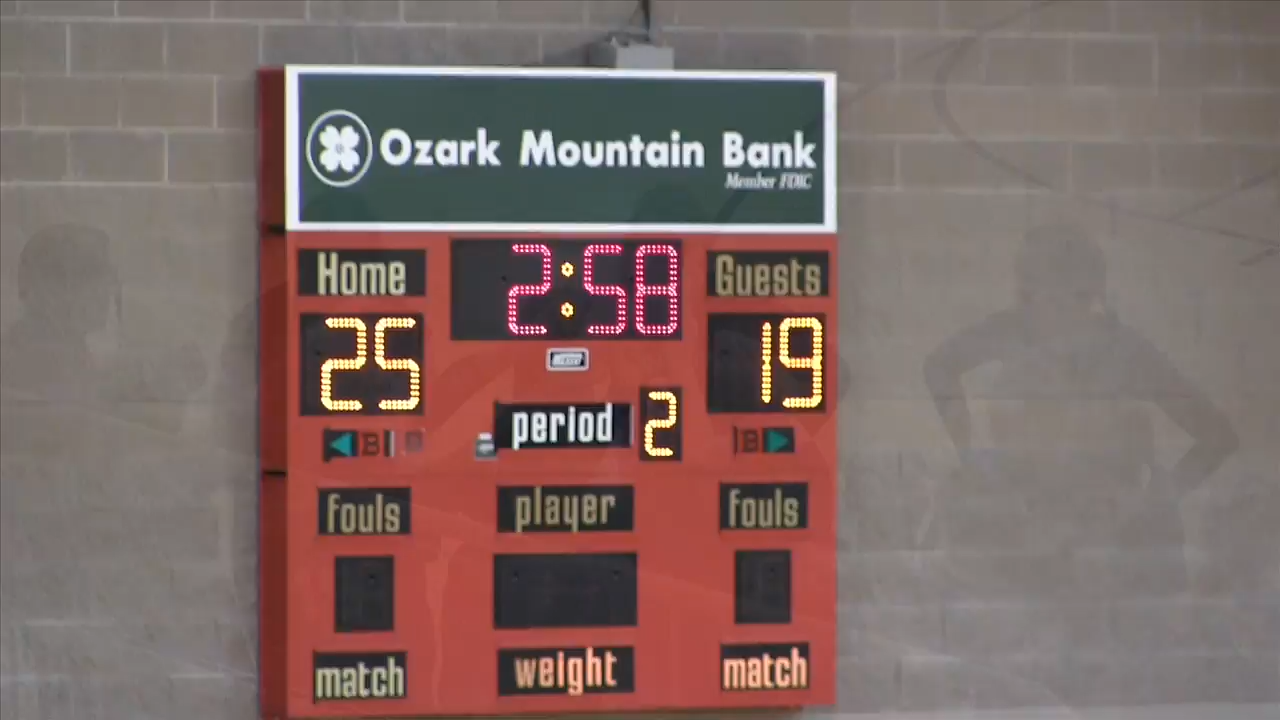 Ozark Mountain Bank
Member FDIC
Home 2:58 Guests
25 19
period 2
B B
fouls player fouls
match weight match